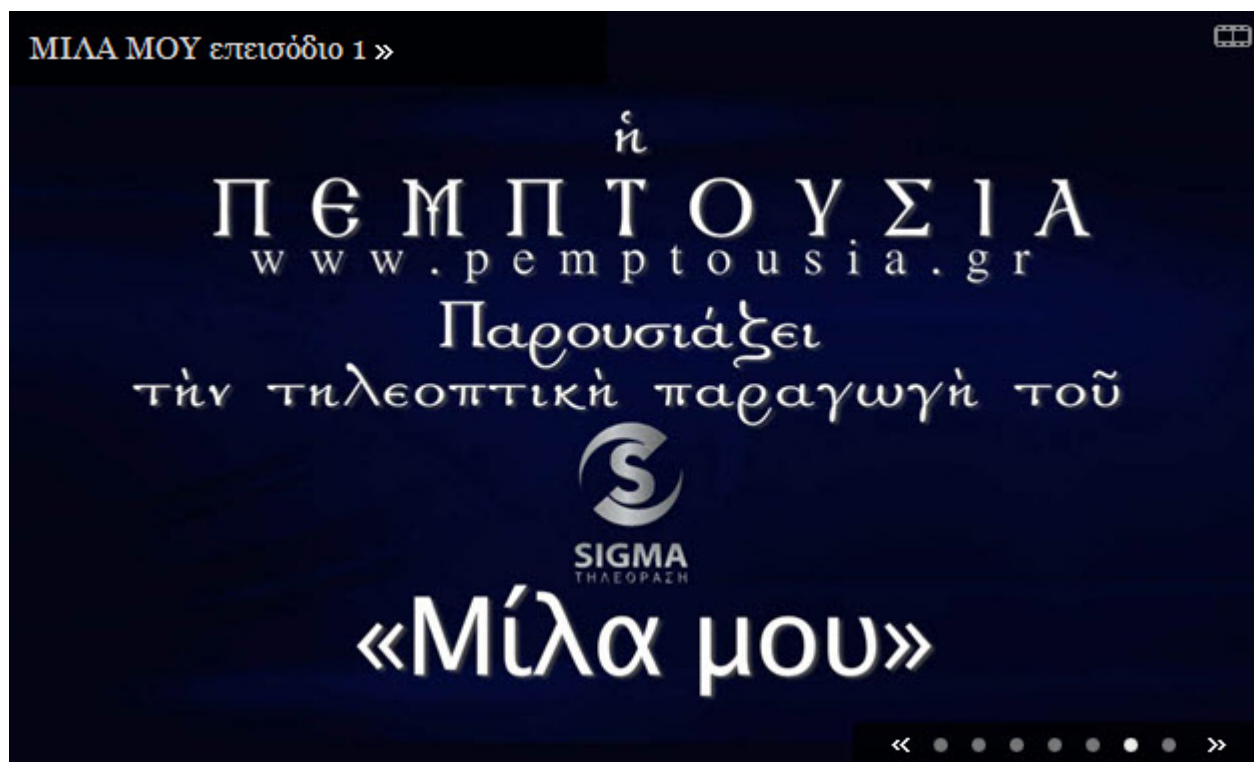 ΜΙΛΑ ΜΟΥ επεισόδιο 1 »
ἡ
ΠΕΜΠΤΟΥΣΙΑ
www.pemptousia.gr
Παρουσιάζει
τὴν τηλεοπτικὴ παραγωγὴ τοῦ
S
SIGMA
ΤΗΛΕΟΡΑΣΗ
«Μίλα μου»
« »